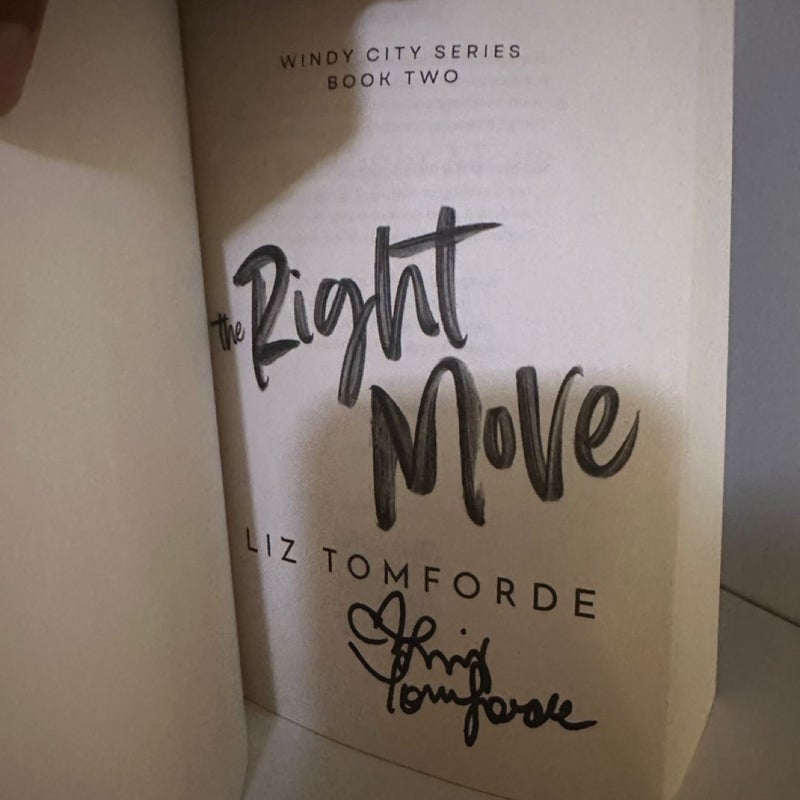 WINDY CITY SERIES
BOOK TWO
the Right
Move
LIZ TOMFORDE
Liz
Tomforde